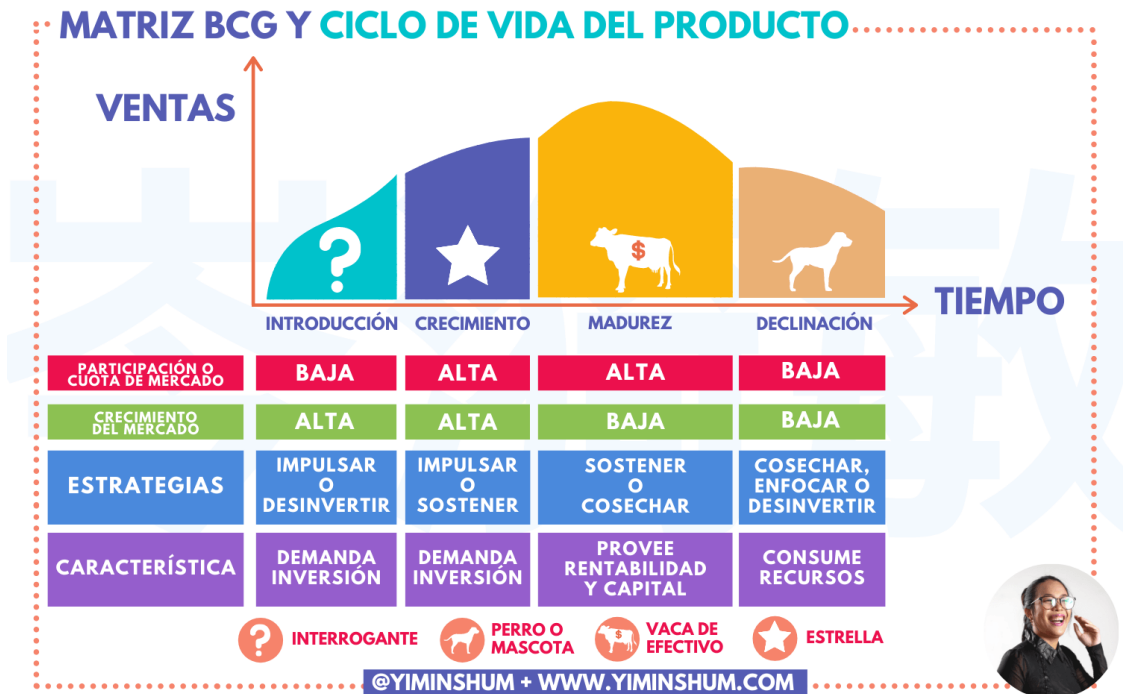 MATRIZ BCG Y CICLO DE VIDA DEL PRODUCTO
VENTAS
?
$
TIEMPO
INTRODUCCIÓN CRECIMIENTO MADUREZ DECLINACIÓN
PARTICIPACIÓN O
CUOTA DE MERCADO
BAJA
ALTA
ALTA
BAJA
CRECIMIENTO
DEL MERCADO
ALTA
ALTA
BAJA
BAJA
ESTRATEGIAS
IMPULSAR
O
DESINVERTIR
IMPULSAR
O
SOSTENER
SOSTENER
O
COSECHAR
COSECHAR,
ENFOCAR O
DESINVERTIR
CARACTERÍSTICA
DEMANDA
INVERSIÓN
DEMANDA
INVERSIÓN
PROVEE
RENTABILIDAD
Y CAPITAL
CONSUME
RECURSOS
?
INTERROGANTE
PERRO O
MASCOTA
$
VACA DE
EFECTIVO
ESTRELLA
@YIMINSHUM + WWW.YIMINSHUM.COM